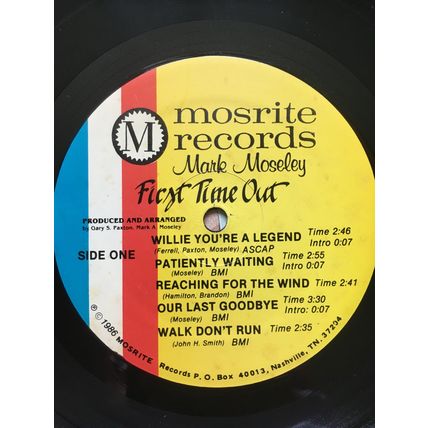 M
mosrite
records
Mark Moseley
First Time Out
PRODUCED AND ARRANGED
by Gary S. Paxton, Mark A. Moseley
SIDE ONE
WILLIE YOU'RE A LEGEND Time 2:46
(Ferrell, Paxton, Moseley) ASCAP Intro 0:07
PATIENTLY WAITING Time 2:55
(Moseley) BMI Intro 0:07
REACHING FOR THE WIND Time 2:41
(Hamilton, Brandon) BMI
OUR LAST GOODBYE Time 3:30
(Moseley) BMI Intro: 0:07
WALK DON'T RUN Time 2:35
(John H. Smith) BMI
℗ © 1986 MOSRITE Records P. O. Box 40013, Nashville, TN. 37204